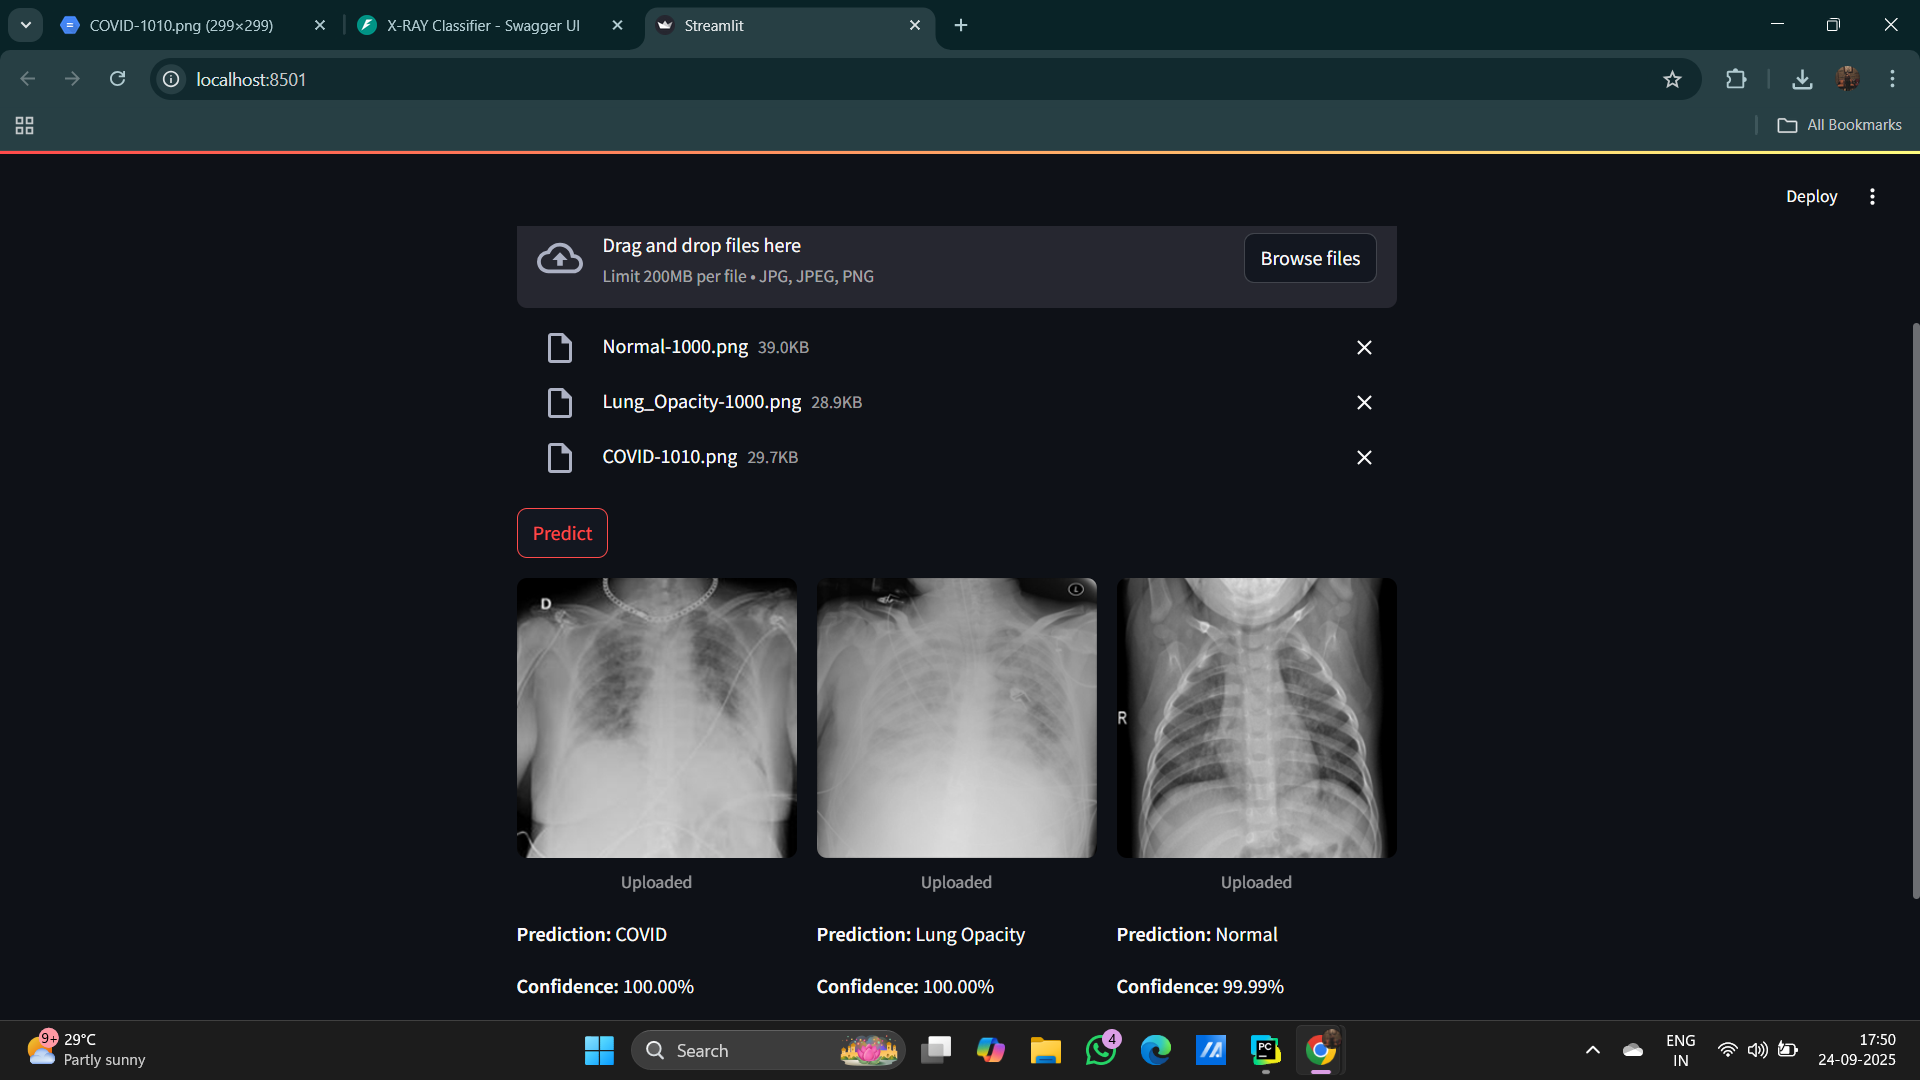 COVID-1010.png (299×299)
X-RAY Classifier - Swagger UI
Streamlit
localhost:8501
All Bookmarks
Deploy
Drag and drop files here
Limit 200MB per file • JPG, JPEG, PNG
Browse files
Normal-1000.png 39.0KB
Lung_Opacity-1000.png 28.9KB
COVID-1010.png 29.7KB
Predict
D
L
R
Uploaded
Uploaded
Uploaded
Prediction: COVID
Prediction: Lung Opacity
Prediction: Normal
Confidence: 100.00%
Confidence: 100.00%
Confidence: 99.99%
9+
29°C
Partly sunny
Search
4
PC
ENG
IN
17:50
24-09-2025